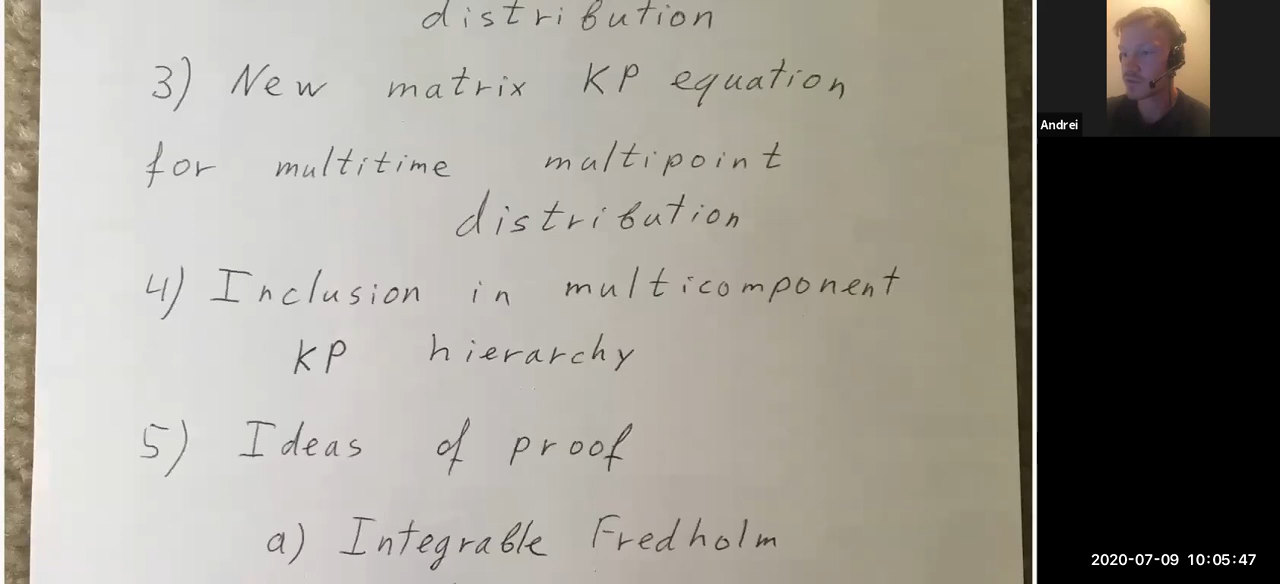 distribution
3) New matrix KP equation
for multitime multipoint
distribution
4) Inclusion in multicomponent
KP hierarchy
5) Ideas of proof
a) Integrable Fredholm
Andrei
2020-07-09 10:05:47